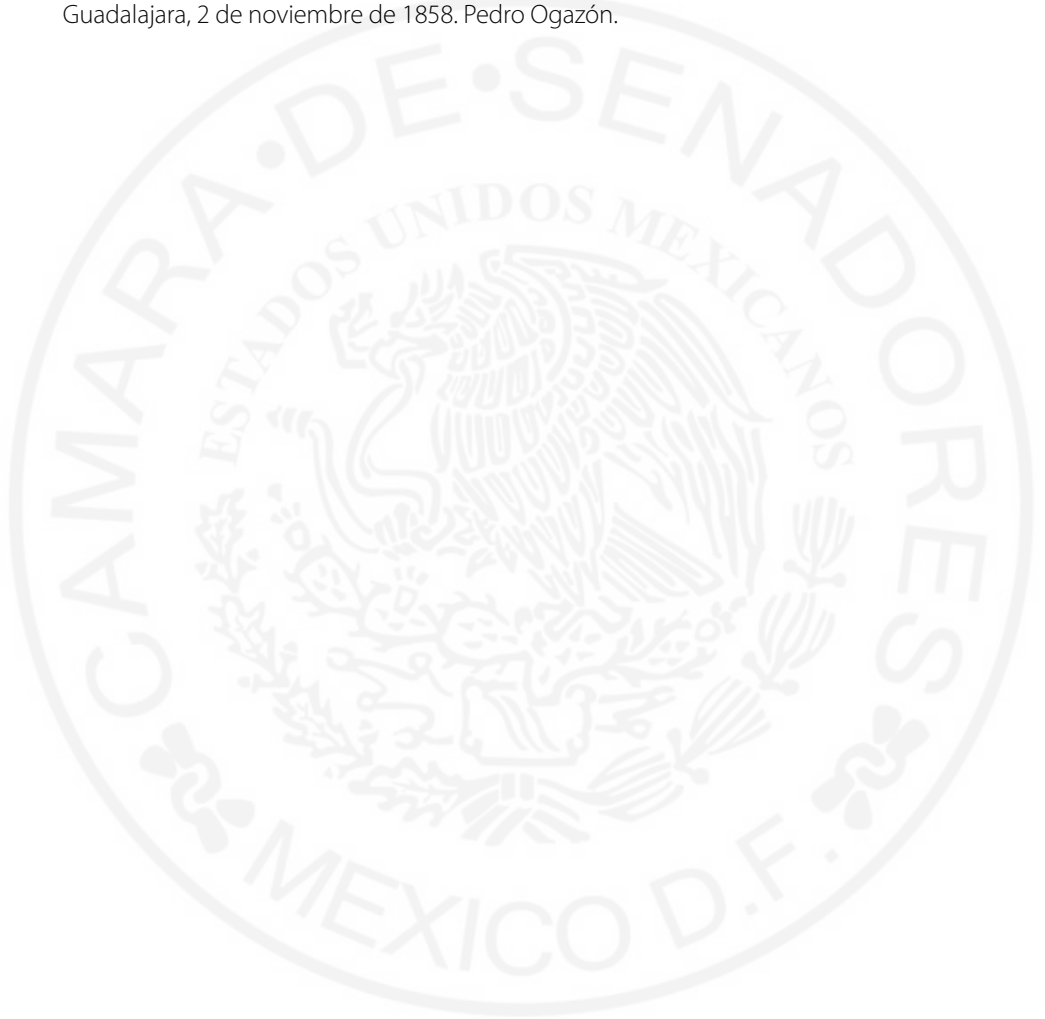 Guadalajara, 2 de noviembre de 1858. Pedro Ogazón.
CAMARA•DE•SENADORES
ESTADOS UNIDOS MEXICANOS
MEXICO D.F.